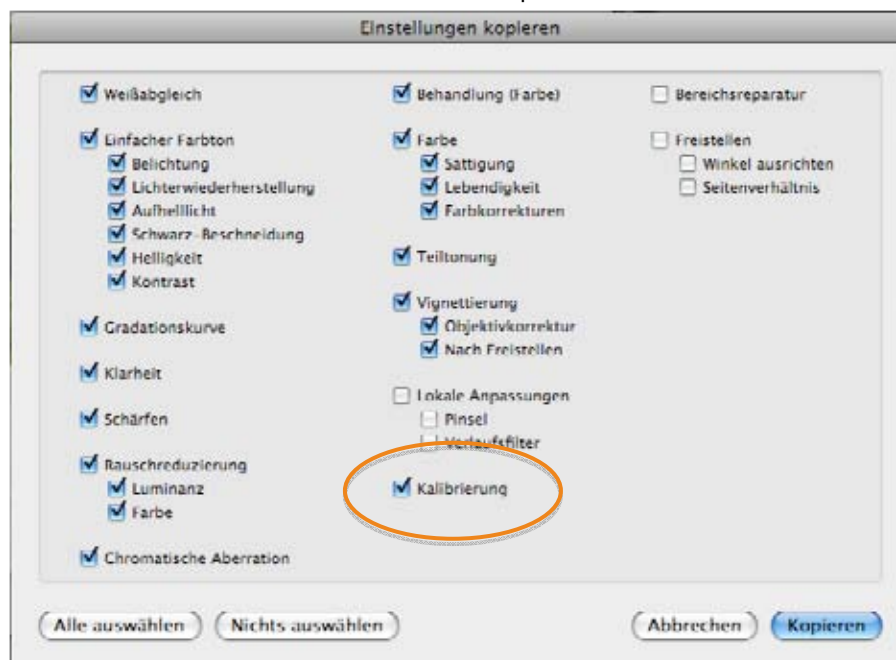 Einstellungen kopieren
Weißabgleich
Einfacher Farbton
Belichtung
Lichterwiederherstellung
Aufhelllicht
Schwarz-Beschneidung
Helligkeit
Kontrast
Gradationskurve
Klarheit
Schärfen
Rauschreduzierung
Luminanz
Farbe
Chromatische Aberration
Behandlung (Farbe)
Farbe
Sättigung
Lebendigkeit
Farbkorrekturen
Teiltonung
Vignettierung
Objektivkorrektur
Nach Freistellen
Lokale Anpassungen
Pinsel
Verlaufsfilter
Kalibrierung
Bereichsreparatur
Freistellen
Winkel ausrichten
Seitenverhältnis
Alle auswählen
Nichts auswählen
Abbrechen
Kopieren